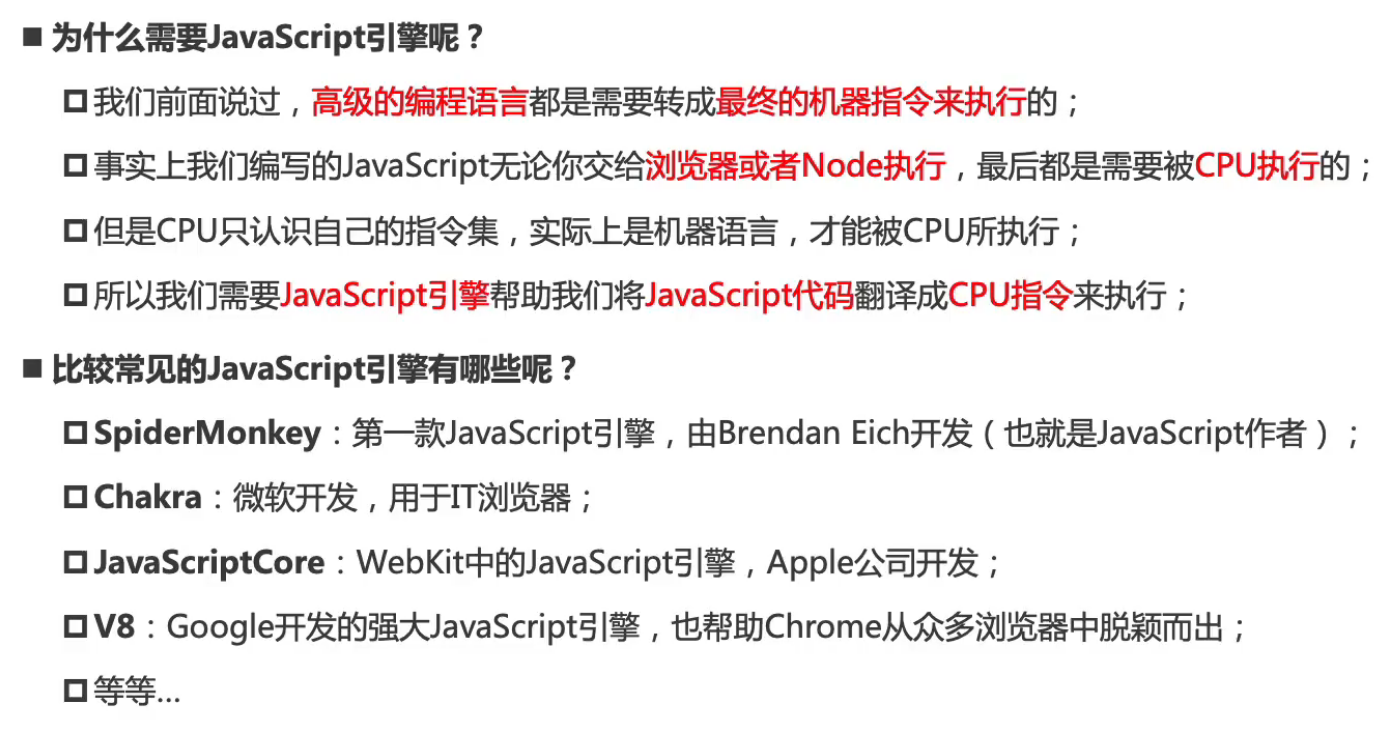 ■ 为什么需要JavaScript引擎呢？
□ 我们前面说过，高级的编程语言都是需要转成最终的机器指令来执行的；
□ 事实上我们编写的JavaScript无论你交给浏览器或者Node执行，最后都是需要被CPU执行的；
□ 但是CPU只认识自己的指令集，实际上是机器语言，才能被CPU所执行；
□ 所以我们需要JavaScript引擎帮助我们将JavaScript代码翻译成CPU指令来执行；
■ 比较常见的JavaScript引擎有哪些呢？
□ SpiderMonkey：第一款JavaScript引擎，由Brendan Eich开发（也就是JavaScript作者）；
□ Chakra：微软开发，用于IT浏览器；
□ JavaScriptCore：WebKit中的JavaScript引擎，Apple公司开发；
□ V8：Google开发的强大JavaScript引擎，也帮助Chrome从众多浏览器中脱颖而出；
□ 等等...